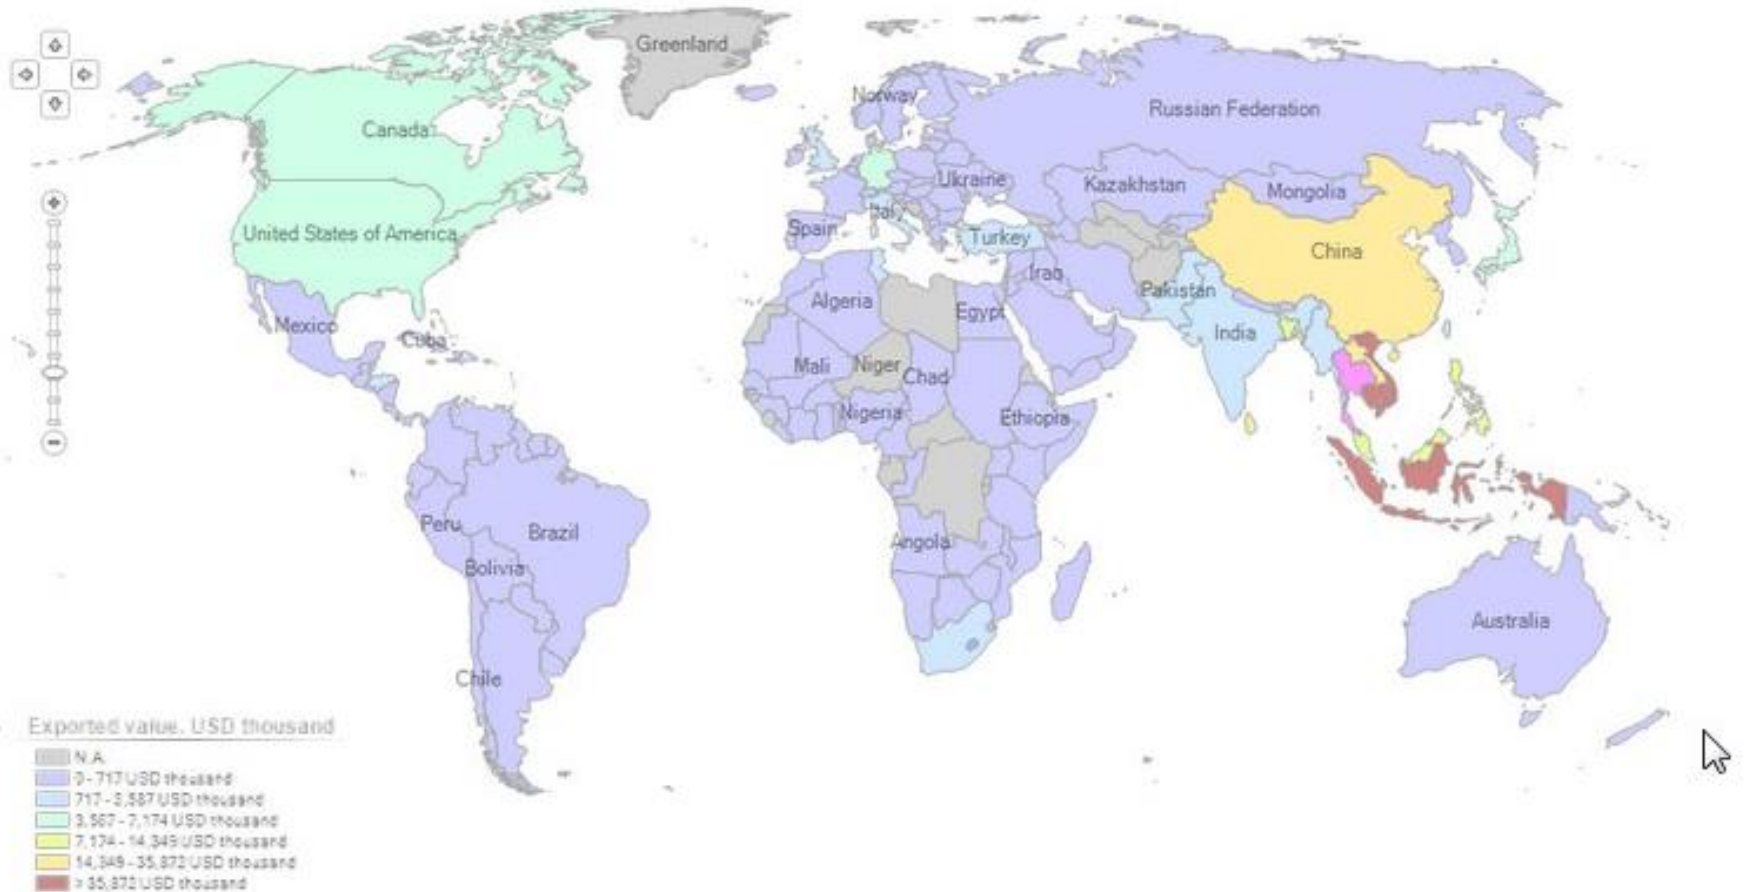 Greenland
Norway
Russian Federation
Canada
Ukraine
Kazakhstan
Mongolia
Italy
Spain
United States of America
Turkey
China
Iraq
Pakistan
Algeria
Egypt
Mexico
India
Cuba
Mali
Niger
Chad
Nigeria
Ethiopia
Peru
Brazil
Angola
Bolivia
Australia
Chile
Exported value, USD thousand
N.A.
0 - 717 USD thousand
717 - 3,587 USD thousand
3,587 - 7,174 USD thousand
7,174 - 14,349 USD thousand
14,349 - 35,872 USD thousand
> 35,872 USD thousand